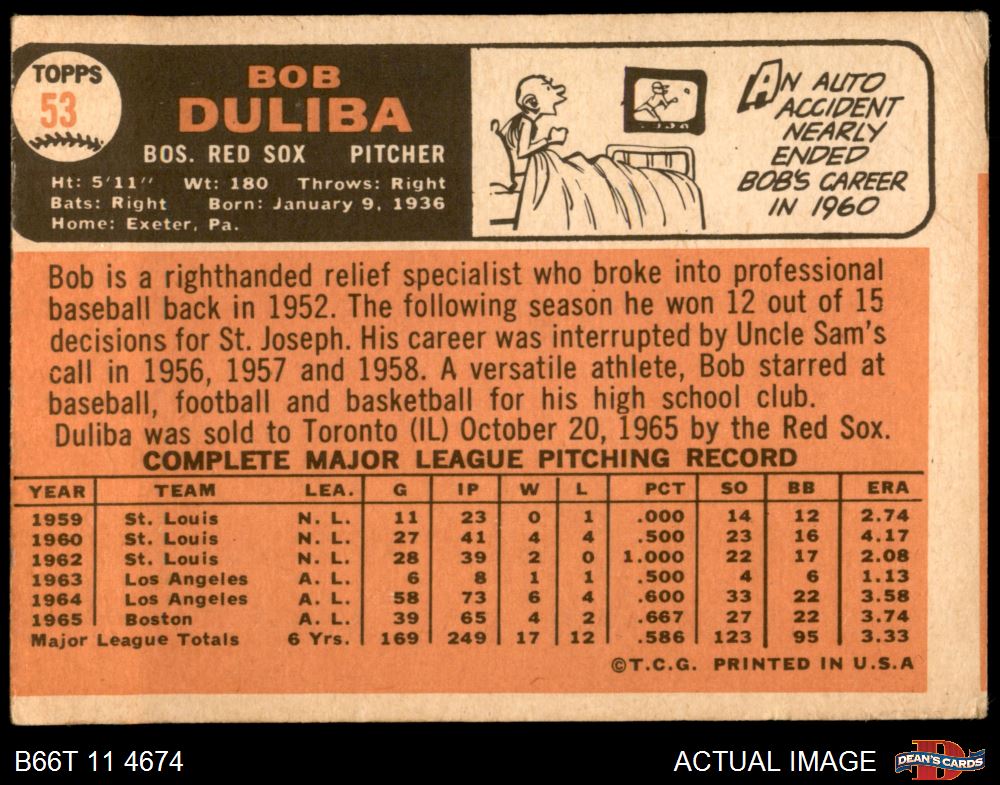 TOPPS
53
BOB
DULIBA
BOS. RED SOX PITCHER
Ht: 5'11" Wt: 180 Throws: Right
Bats: Right Born: January 9, 1936
Home: Exeter, Pa.
AN AUTO
ACCIDENT
NEARLY
ENDED
BOB'S CAREER
IN 1960
Bob is a righthanded relief specialist who broke into professional
baseball back in 1952. The following season he won 12 out of 15
decisions for St. Joseph. His career was interrupted by Uncle Sam's
call in 1956, 1957 and 1958. A versatile athlete, Bob starred at
baseball, football and basketball for his high school club.
Duliba was sold to Toronto (IL) October 20, 1965 by the Red Sox.
COMPLETE MAJOR LEAGUE PITCHING RECORD
YEAR TEAM LEA. G IP W L PCT SO BB ERA
1959 St. Louis N. L. 11 23 0 1 .000 14 12 2.74
1960 St. Louis N. L. 27 41 4 4 .500 23 16 4.17
1962 St. Louis N. L. 28 39 2 0 1.000 22 17 2.08
1963 Los Angeles A. L. 6 8 1 1 .500 4 6 1.13
1964 Los Angeles A. L. 58 73 6 4 .600 33 22 3.58
1965 Boston A. L. 39 65 4 2 .667 27 22 3.74
Major League Totals 6 Yrs. 169 249 17 12 .586 123 95 3.33
©T.C.G. PRINTED IN U.S.A
B66T 11 4674
ACTUAL IMAGE
DEAN'S CARDS